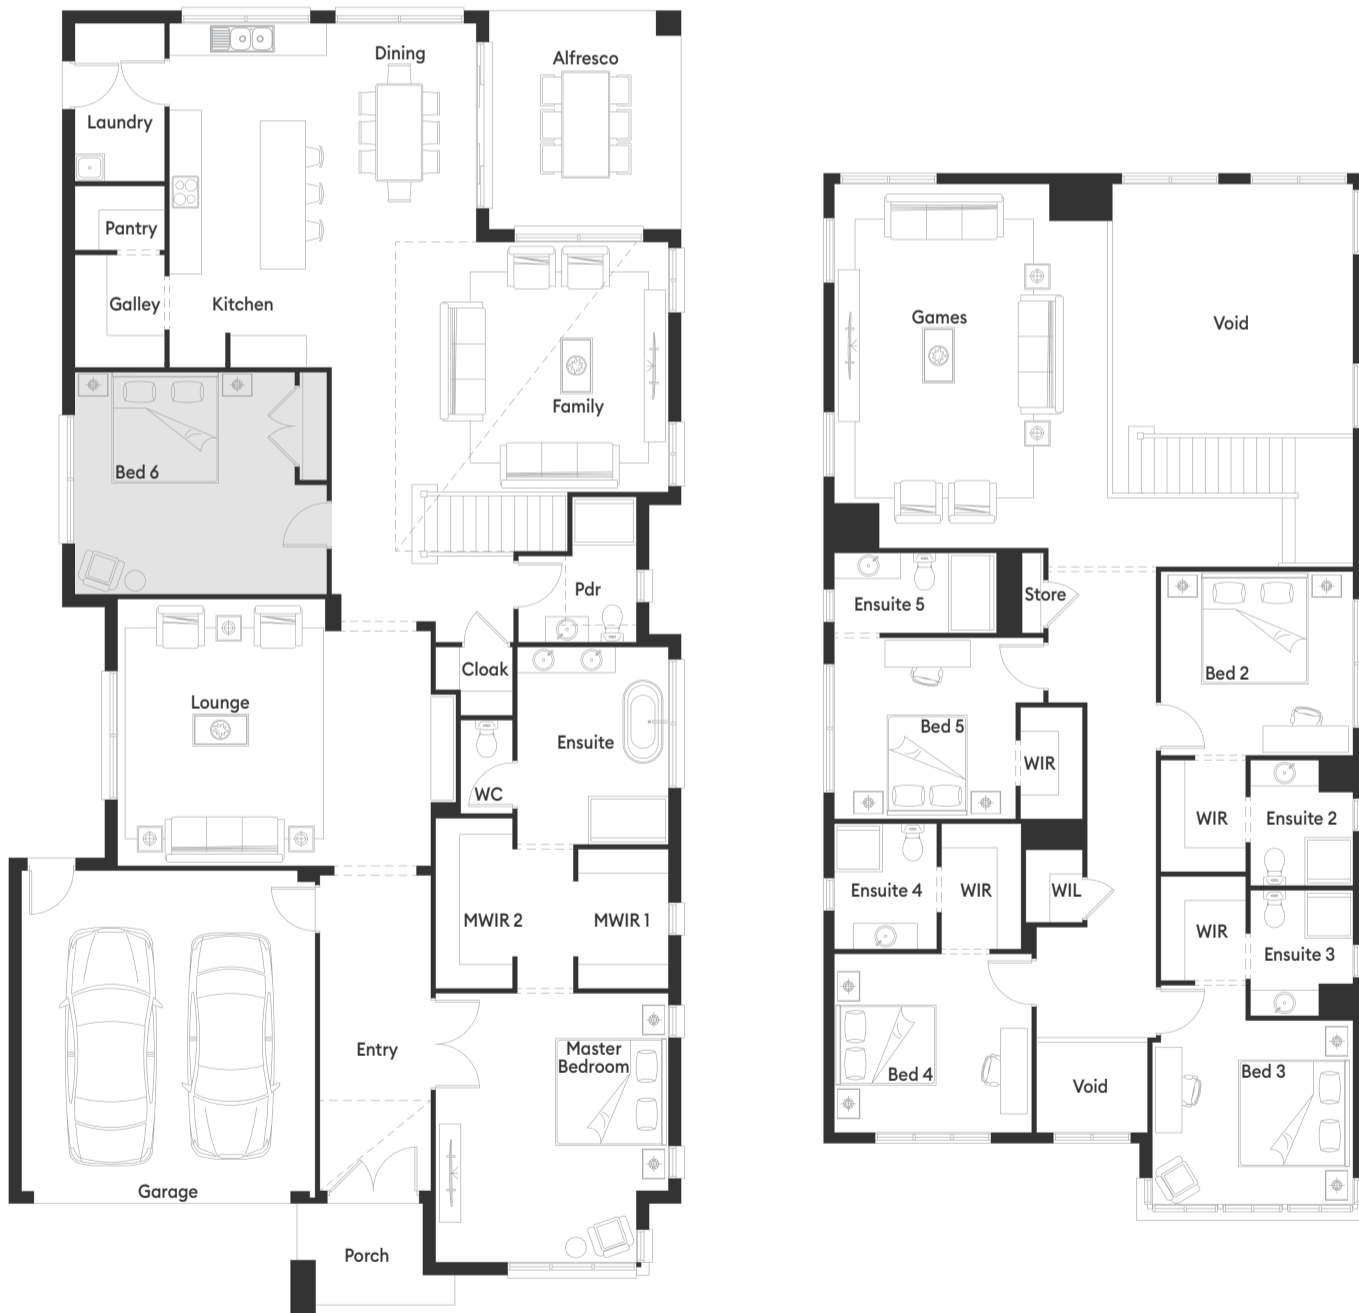 Dining
Alfresco
Laundry
Pantry
Galley
Kitchen
Family
Bed 6
Pdr
Cloak
Lounge
Ensuite
WC
MWIR 2
MWIR 1
Entry
Master
Bedroom
Garage
Porch
Games
Void
Ensuite 5
Store
Bed 2
Bed 5
WIR
WIR
Ensuite 2
Ensuite 4
WIR
WIL
WIR
Ensuite 3
Bed 4
Void
Bed 3